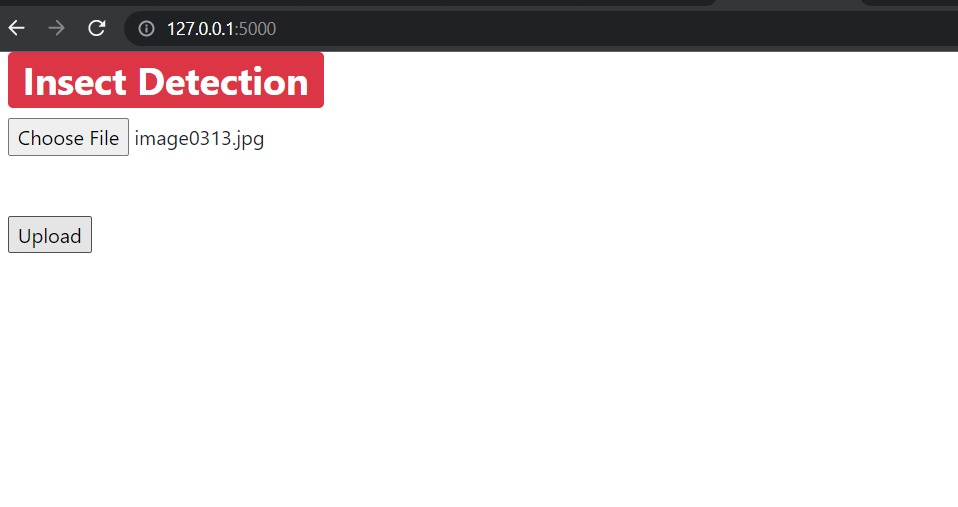 127.0.0.1:5000
Insect Detection
Choose File image0313.jpg
Upload